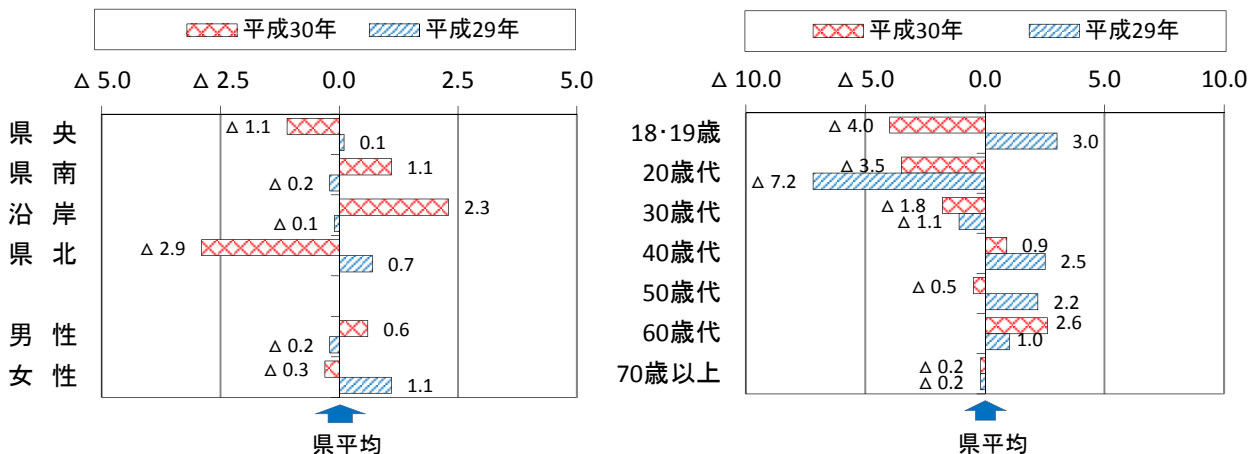 平成30年 平成29年
△ 5.0 △ 2.5 0.0 2.5 5.0
県 央 △ 1.1 0.1
県 南 1.1 △ 0.2
沿 岸 2.3 △ 0.1
県 北 △ 2.9 0.7
男 性 0.6 △ 0.2
女 性 △ 0.3 1.1
県平均
平成30年 平成29年
△ 10.0 △ 5.0 0.0 5.0 10.0
18･19歳 △ 4.0 3.0
20歳代 △ 3.5 △ 7.2
30歳代 △ 1.8 △ 1.1
40歳代 0.9 2.5
50歳代 △ 0.5 2.2
60歳代 2.6 1.0
70歳以上 △ 0.2 △ 0.2
県平均